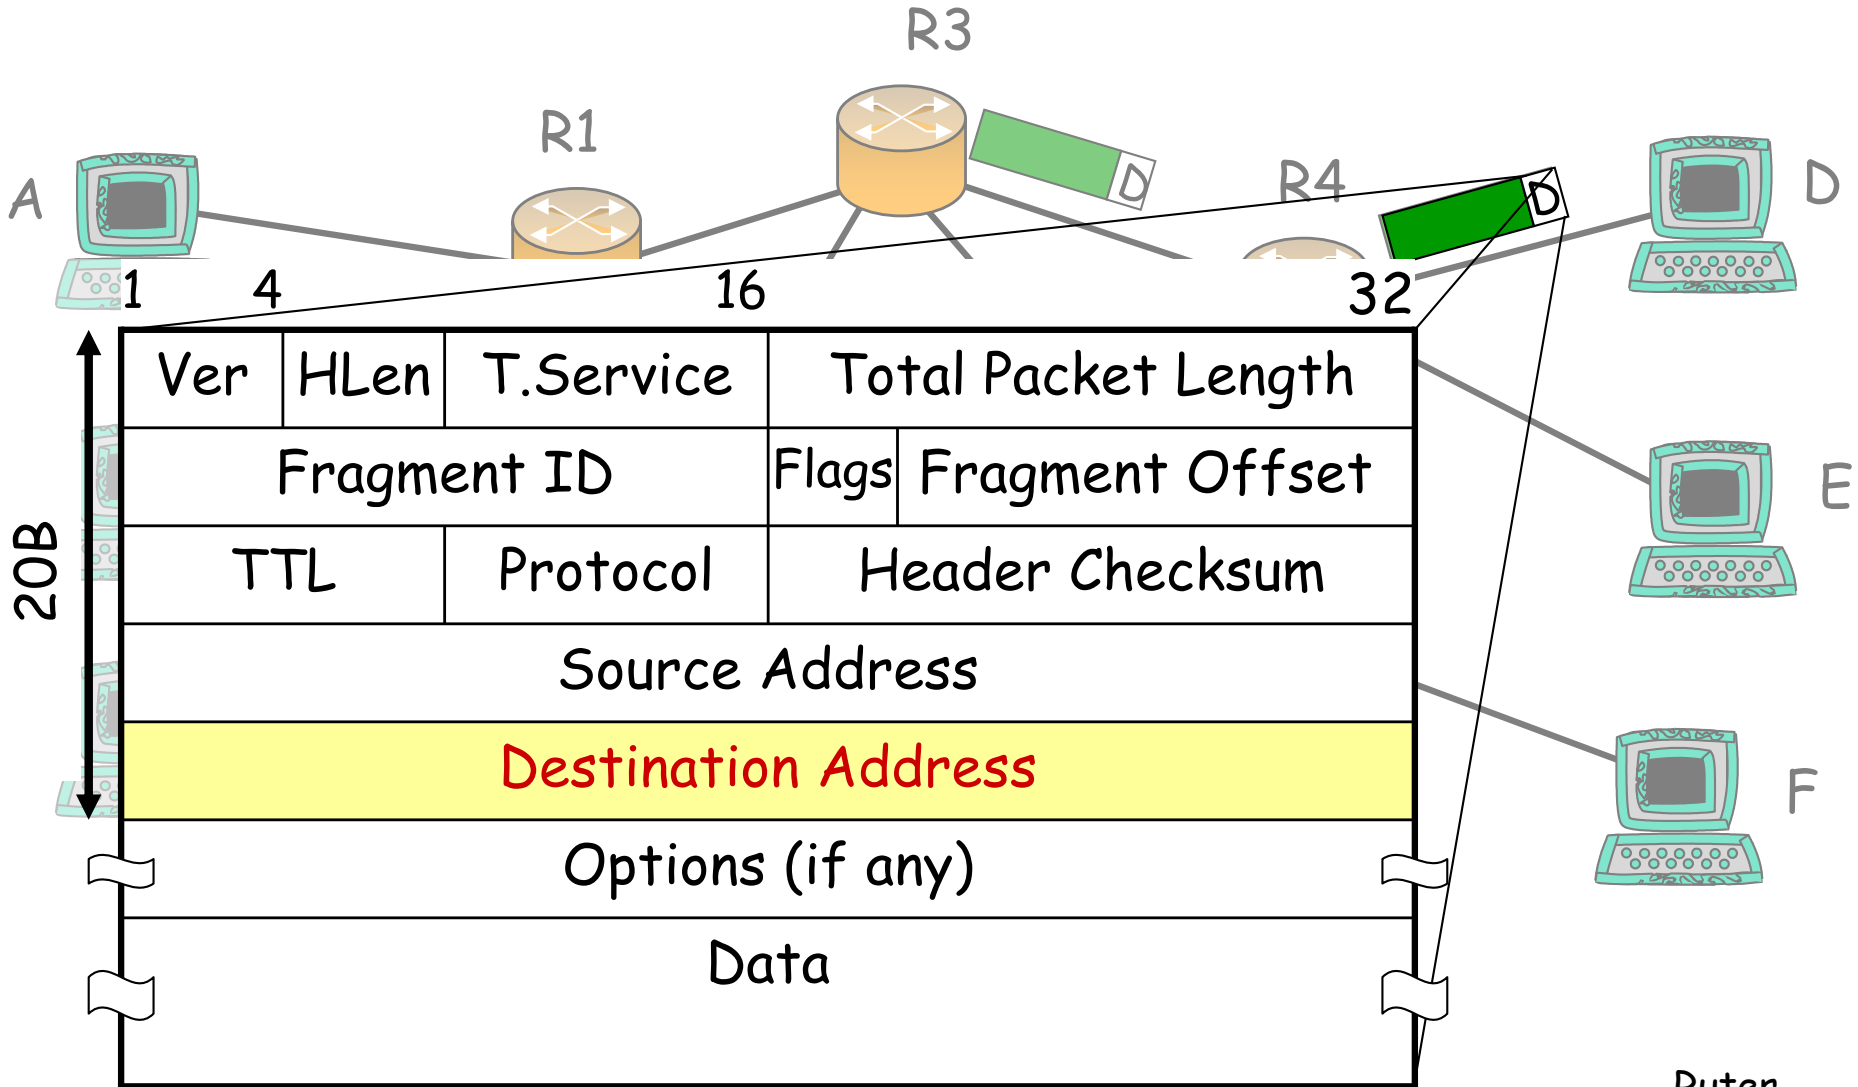 R3
R1
A
D
R4
D
D
1 4 16 32
Ver HLen T.Service Total Packet Length
Fragment ID Flags Fragment Offset
E
20B
TTL Protocol Header Checksum
Source Address
Destination Address
F
Options (if any)
Data